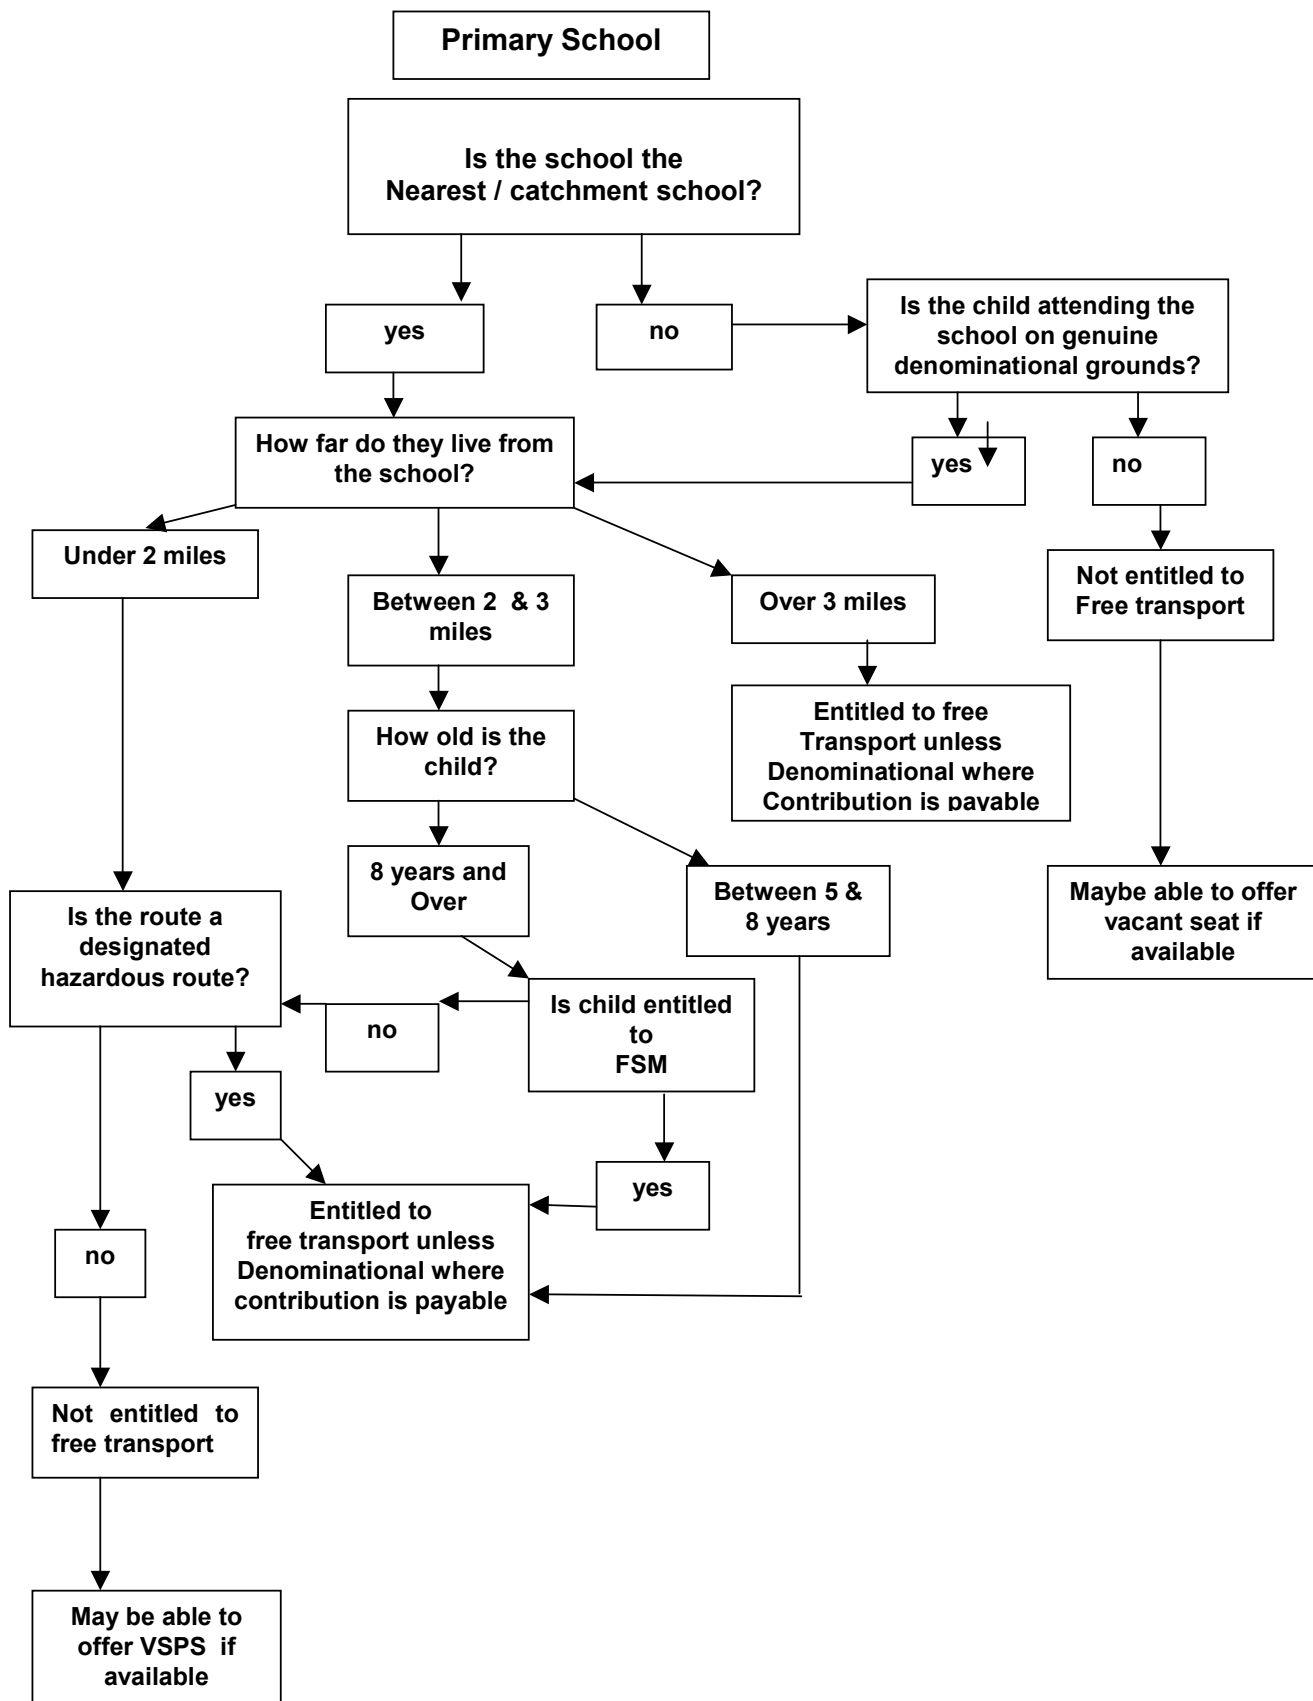 Primary School
Is the school the
Nearest / catchment school?
yes
no
Is the child attending the
school on genuine
denominational grounds?
How far do they live from
the school?
yes
no
Under 2 miles
Between 2 & 3
miles
Over 3 miles
Not entitled to
Free transport
How old is the
child?
Entitled to free
Transport unless
Denominational where
Contribution is payable
8 years and
Over
Between 5 &
8 years
Maybe able to offer
vacant seat if
available
Is the route a
designated
hazardous route?
no
Is child entitled
to
FSM
yes
yes
Entitled to
free transport unless
Denominational where
contribution is payable
no
Not entitled to
free transport
May be able to
offer VSPS if
available